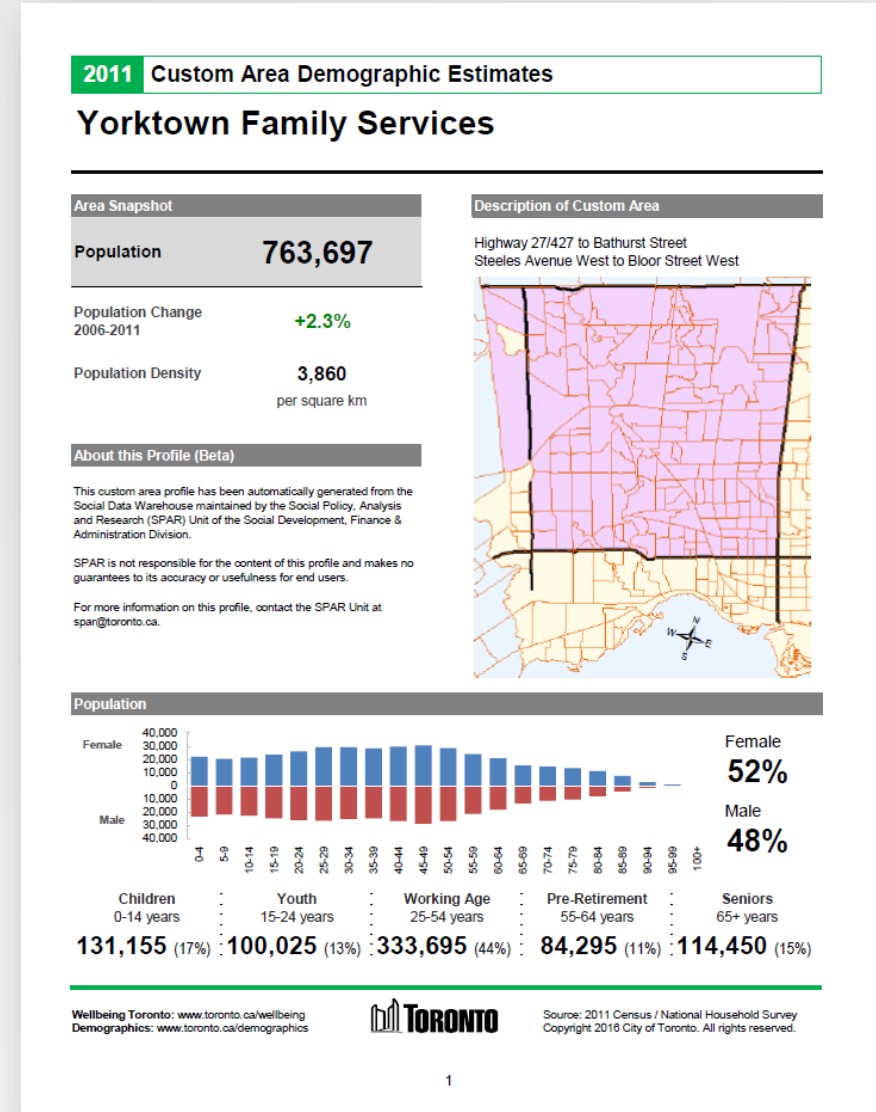 2011 Custom Area Demographic Estimates
Yorktown Family Services
Area Snapshot
Population 763,697
Population Change
2006-2011
+2.3%
Population Density 3,860
per square km
About this Profile (Beta)
This custom area profile has been automatically generated from the
Social Data Warehouse maintained by the Social Policy, Analysis
and Research (SPAR) Unit of the Social Development, Finance &
Administration Division.
SPAR is not responsible for the content of this profile and makes no
guarantees to its accuracy or usefulness for end users.
For more information on this profile, contact the SPAR Unit at
spar@toronto.ca.
Description of Custom Area
Highway 27/427 to Bathurst Street
Steeles Avenue West to Bloor Street West
N
W
E
S
Population
Female
Male
40,000
30,000
20,000
10,000
0
10,000
20,000
30,000
40,000
0-4 5-9 10-14 15-19 20-24 25-29 30-34 35-39 40-44 45-49 50-54 55-59 60-64 65-69 70-74 75-79 80-84 85-89 90-94 95-99 100+
Female
52%
Male
48%
Children Youth Working Age Pre-Retirement Seniors
0-14 years 15-24 years 25-54 years 55-64 years 65+ years
131,155 (17%) 100,025 (13%) 333,695 (44%) 84,295 (11%) 114,450 (15%)
Wellbeing Toronto: www.toronto.ca/wellbeing
Demographics: www.toronto.ca/demographics
TORONTO
Source: 2011 Census / National Household Survey
Copyright 2016 City of Toronto. All rights reserved.
1